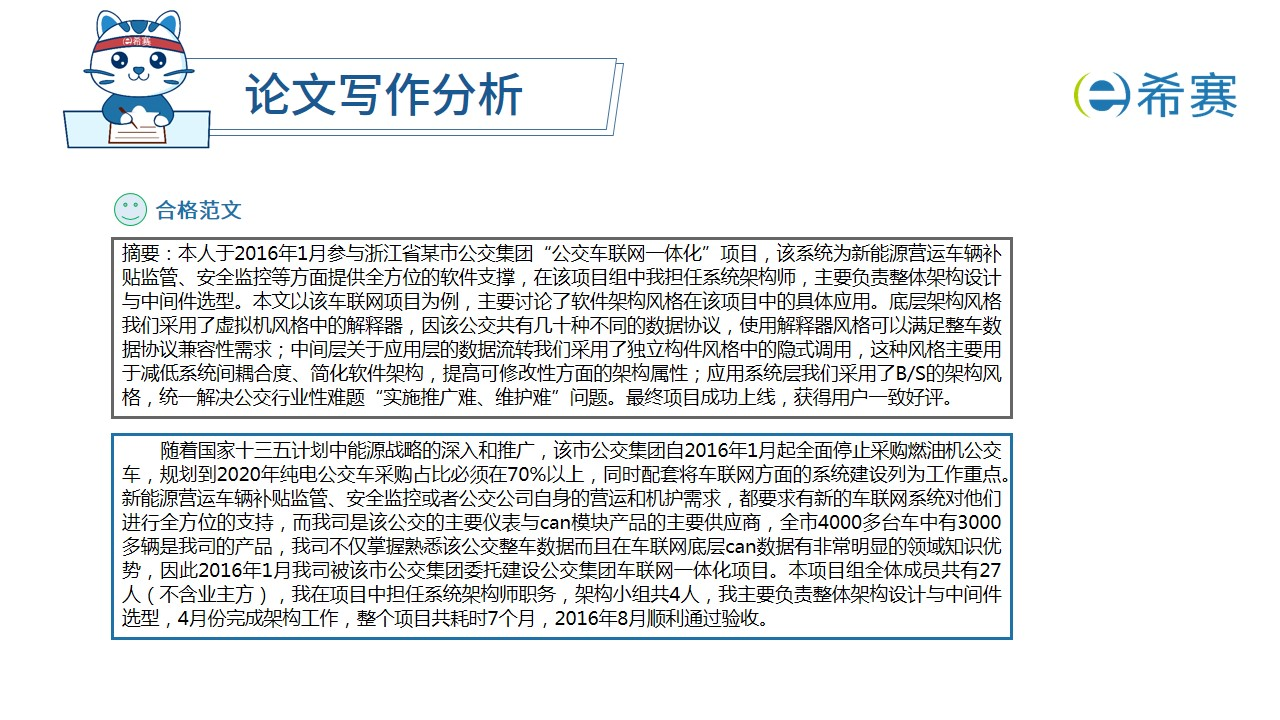 希赛
论文写作分析
希赛
合格范文
摘要：本人于2016年1月参与浙江省某市公交集团“公交车联网一体化”项目，该系统为新能源营运车辆补
贴监管、安全监控等方面提供全方位的软件支撑，在该项目组中我担任系统架构师，主要负责整体架构设计
与中间件选型。本文以该车联网项目为例，主要讨论了软件架构风格在该项目中的具体应用。底层架构风格
我们采用了虚拟机风格中的解释器，因该公交共有几十种不同的数据协议，使用解释器风格可以满足整车数
据协议兼容性需求；中间层关于应用层的数据流转我们采用了独立构件风格中的隐式调用，这种风格主要用
于减低系统间耦合度、简化软件架构，提高可修改性方面的架构属性；应用系统层我们采用了B/S的架构风
格，统一解决公交行业性难题“实施推广难、维护难”问题。最终项目成功上线，获得用户一致好评。
随着国家十三五计划中能源战略的深入和推广，该市公交集团自2016年1月起全面停止采购燃油机公交
车，规划到2020年纯电公交车采购占比必须在70%以上，同时配套将车联网方面的系统建设列为工作重点。
新能源营运车辆补贴监管、安全监控或者公交公司自身的营运和机护需求，都要求有新的车联网系统对他们
进行全方位的支持，而我司是该公交的主要仪表与can模块产品的主要供应商，全市4000多台车中有3000
多辆是我司的产品，我司不仅掌握熟悉该公交整车数据而且在车联网底层can数据有非常明显的领域知识优
势，因此2016年1月我司被该市公交集团委托建设公交集团车联网一体化项目。本项目组全体成员共有27
人（不含业主方），我在项目中担任系统架构师职务，架构小组共4人，我主要负责整体架构设计与中间件
选型，4月份完成架构工作，整个项目共耗时7个月，2016年8月顺利通过验收。